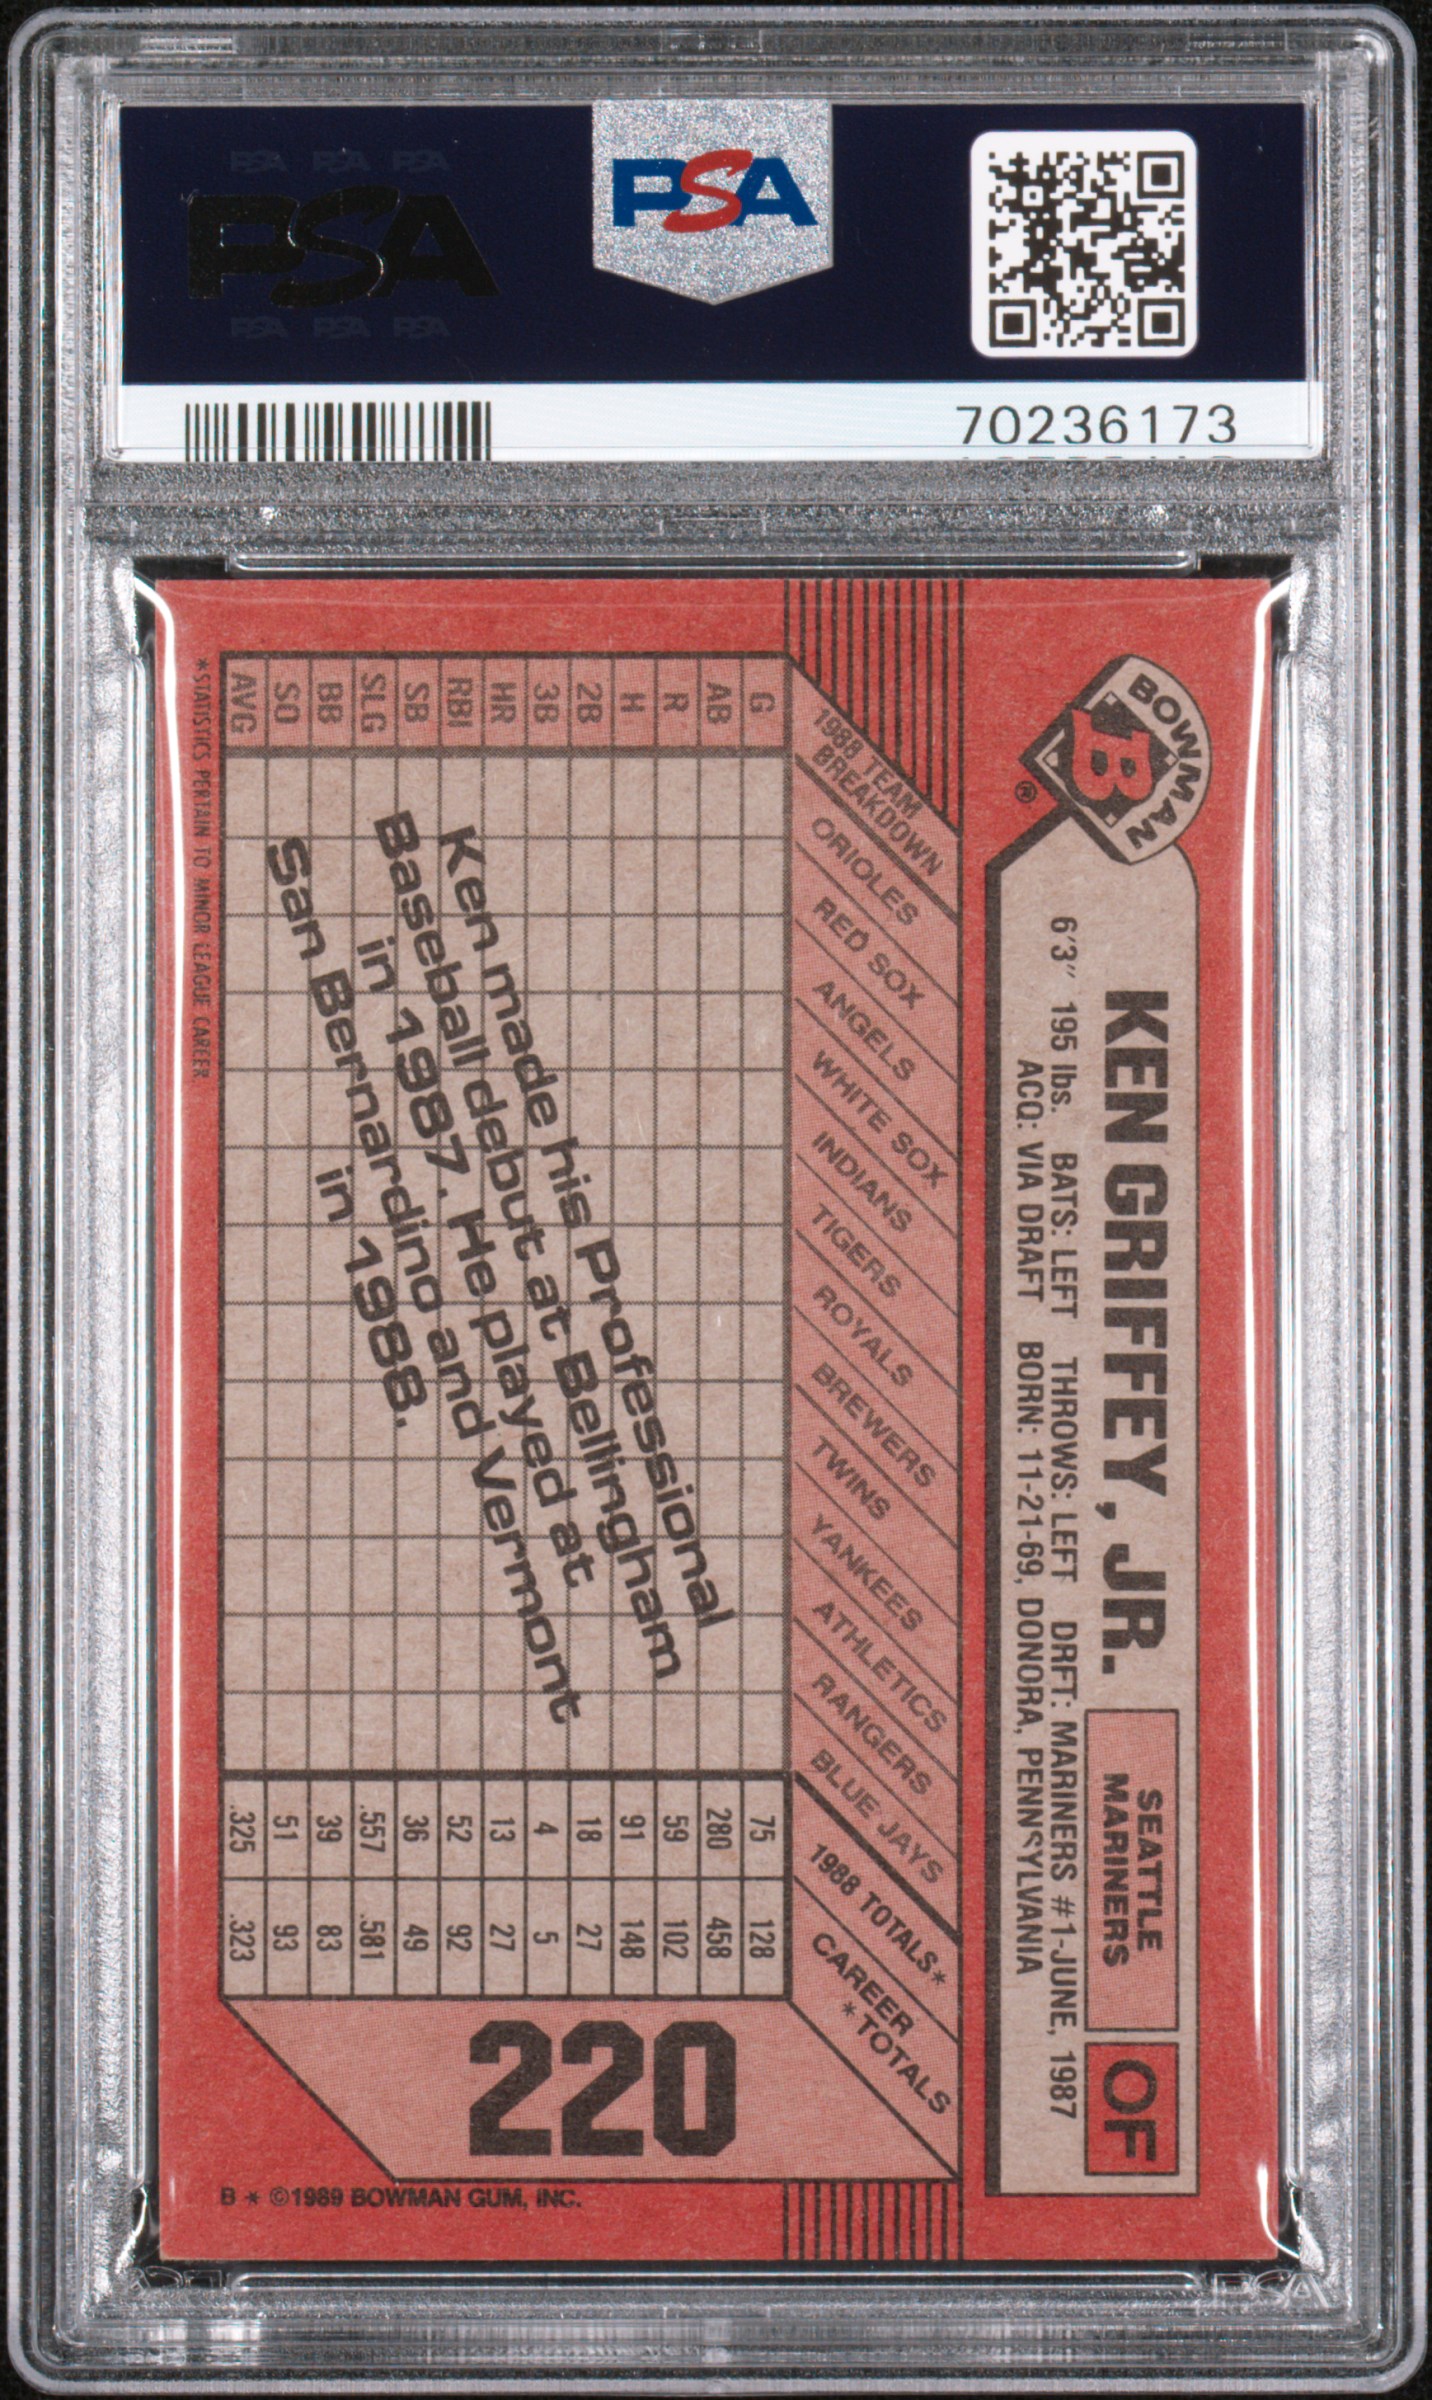 PSA PSA PSA
PSA
PSA PSA PSA
PSA
70236173
BOWMAN
B
®
KEN GRIFFEY, JR.
SEATTLE
MARINERS
OF
6'3" 195 lbs. BATS: LEFT THROWS: LEFT DRFT: MARINERS #1-JUNE, 1987
ACQ: VIA DRAFT BORN: 11-21-69, DONORA, PENNSYLVANIA
1988 TEAM
BREAKDOWN
ORIOLES
RED SOX
ANGELS
WHITE SOX
INDIANS
TIGERS
ROYALS
BREWERS
TWINS
YANKEES
ATHLETICS
RANGERS
BLUE JAYS
1988 TOTALS*
CAREER
*TOTALS
G 75 128
AB 280 458
R 59 102
H 91 148
2B 18 27
3B 4 5
HR 13 27
RBI 52 92
SB 36 49
SLG .557 .581
BB 39 83
SO 51 93
AVG .325 .323
Ken made his Professional
Baseball debut at Bellingham
in 1987. He played at
San Bernardino and Vermont
in 1988.
220
*STATISTICS PERTAIN TO MINOR LEAGUE CAREER
B * ©1989 BOWMAN GUM, INC.
PSA